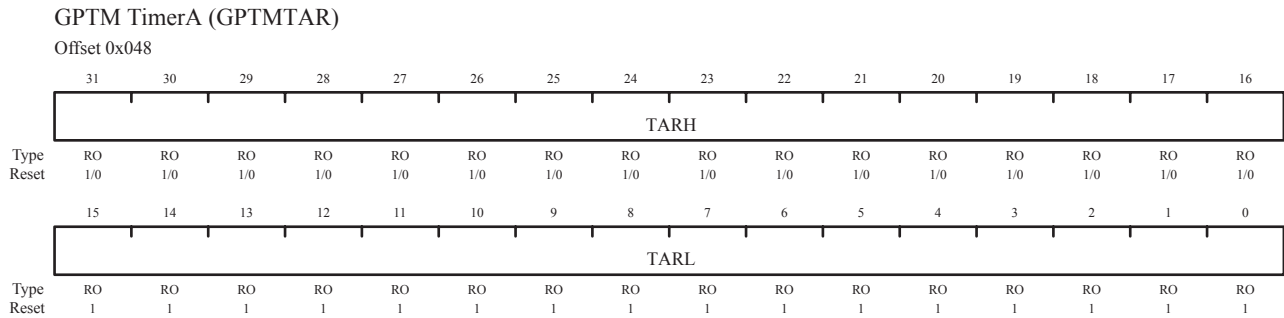 GPTM TimerA (GPTMTAR)
Offset 0x048
31 30 29 28 27 26 25 24 23 22 21 20 19 18 17 16
TARH
Type RO RO RO RO RO RO RO RO RO RO RO RO RO RO RO RO
Reset 1/0 1/0 1/0 1/0 1/0 1/0 1/0 1/0 1/0 1/0 1/0 1/0 1/0 1/0 1/0 1/0
15 14 13 12 11 10 9 8 7 6 5 4 3 2 1 0
TARL
Type RO RO RO RO RO RO RO RO RO RO RO RO RO RO RO RO
Reset 1 1 1 1 1 1 1 1 1 1 1 1 1 1 1 1